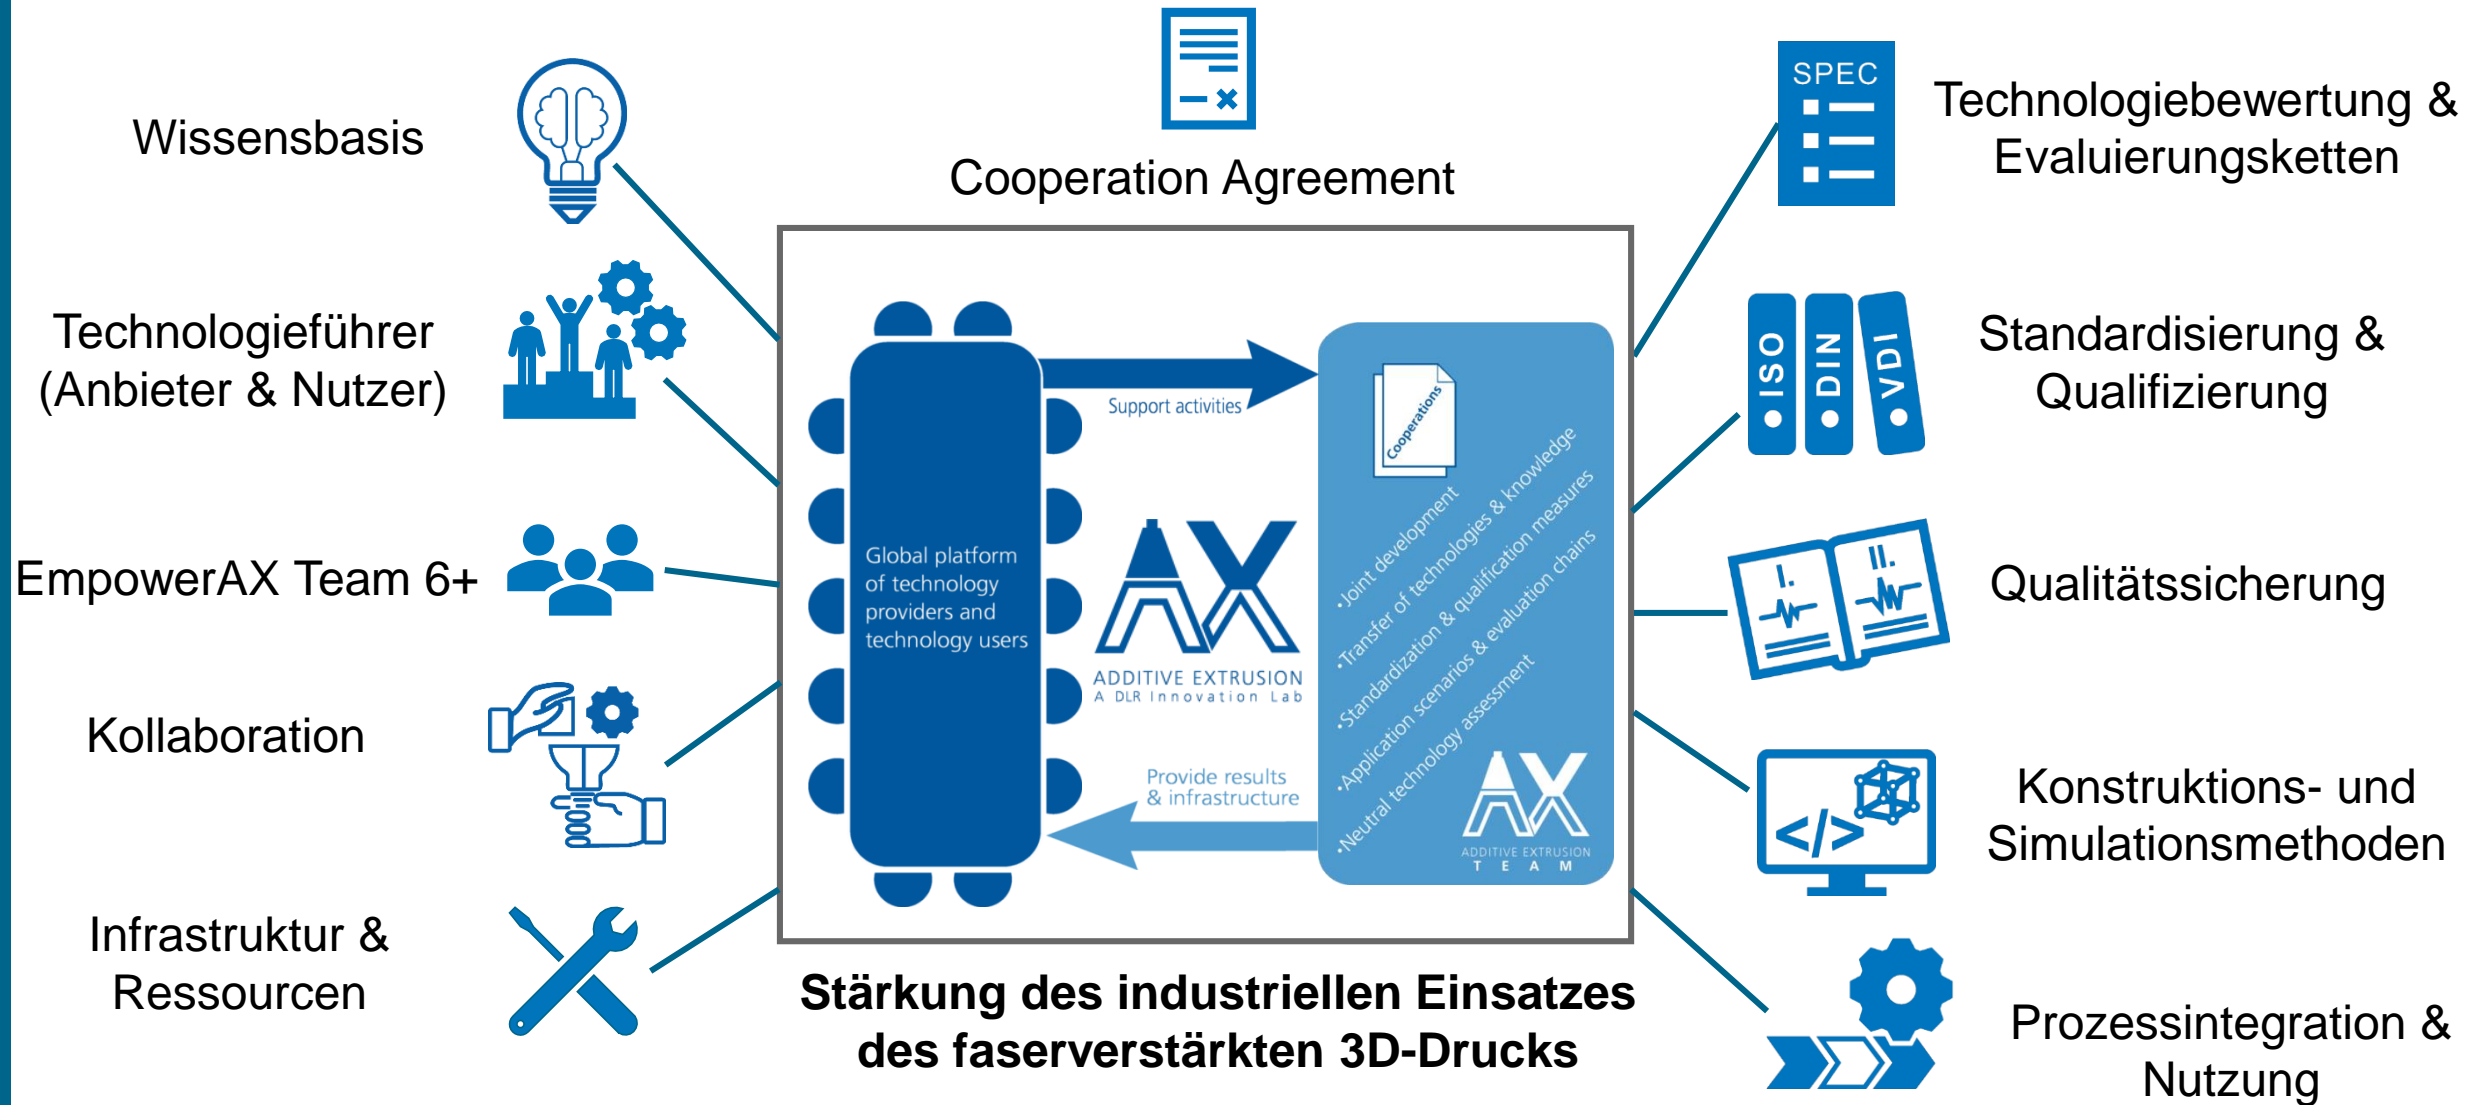 Wissensbasis
Technologieführer
(Anbieter & Nutzer)
EmpowerAX Team 6+
Kollaboration
Infrastruktur &
Ressourcen
Cooperation Agreement
Support activities
Global platform
of technology
providers and
technology users
AX
ADDITIVE EXTRUSION
A DLR Innovation Lab
Provide results
& infrastructure
Cooperations
•Joint development
•Transfer of technologies & knowledge
•Standardization & qualification measures
•Application scenarios & evaluation chains
•Neutral technology assessment
AX
ADDITIVE EXTRUSION
TEAM
Stärkung des industriellen Einsatzes
des faserverstärkten 3D-Drucks
SPEC
Technologiebewertung &
Evaluierungsketten
ISO
DIN
VDI
Standardisierung &
Qualifizierung
I.
II.
Qualitätssicherung
</>
Konstruktions- und
Simulationsmethoden
Prozessintegration &
Nutzung